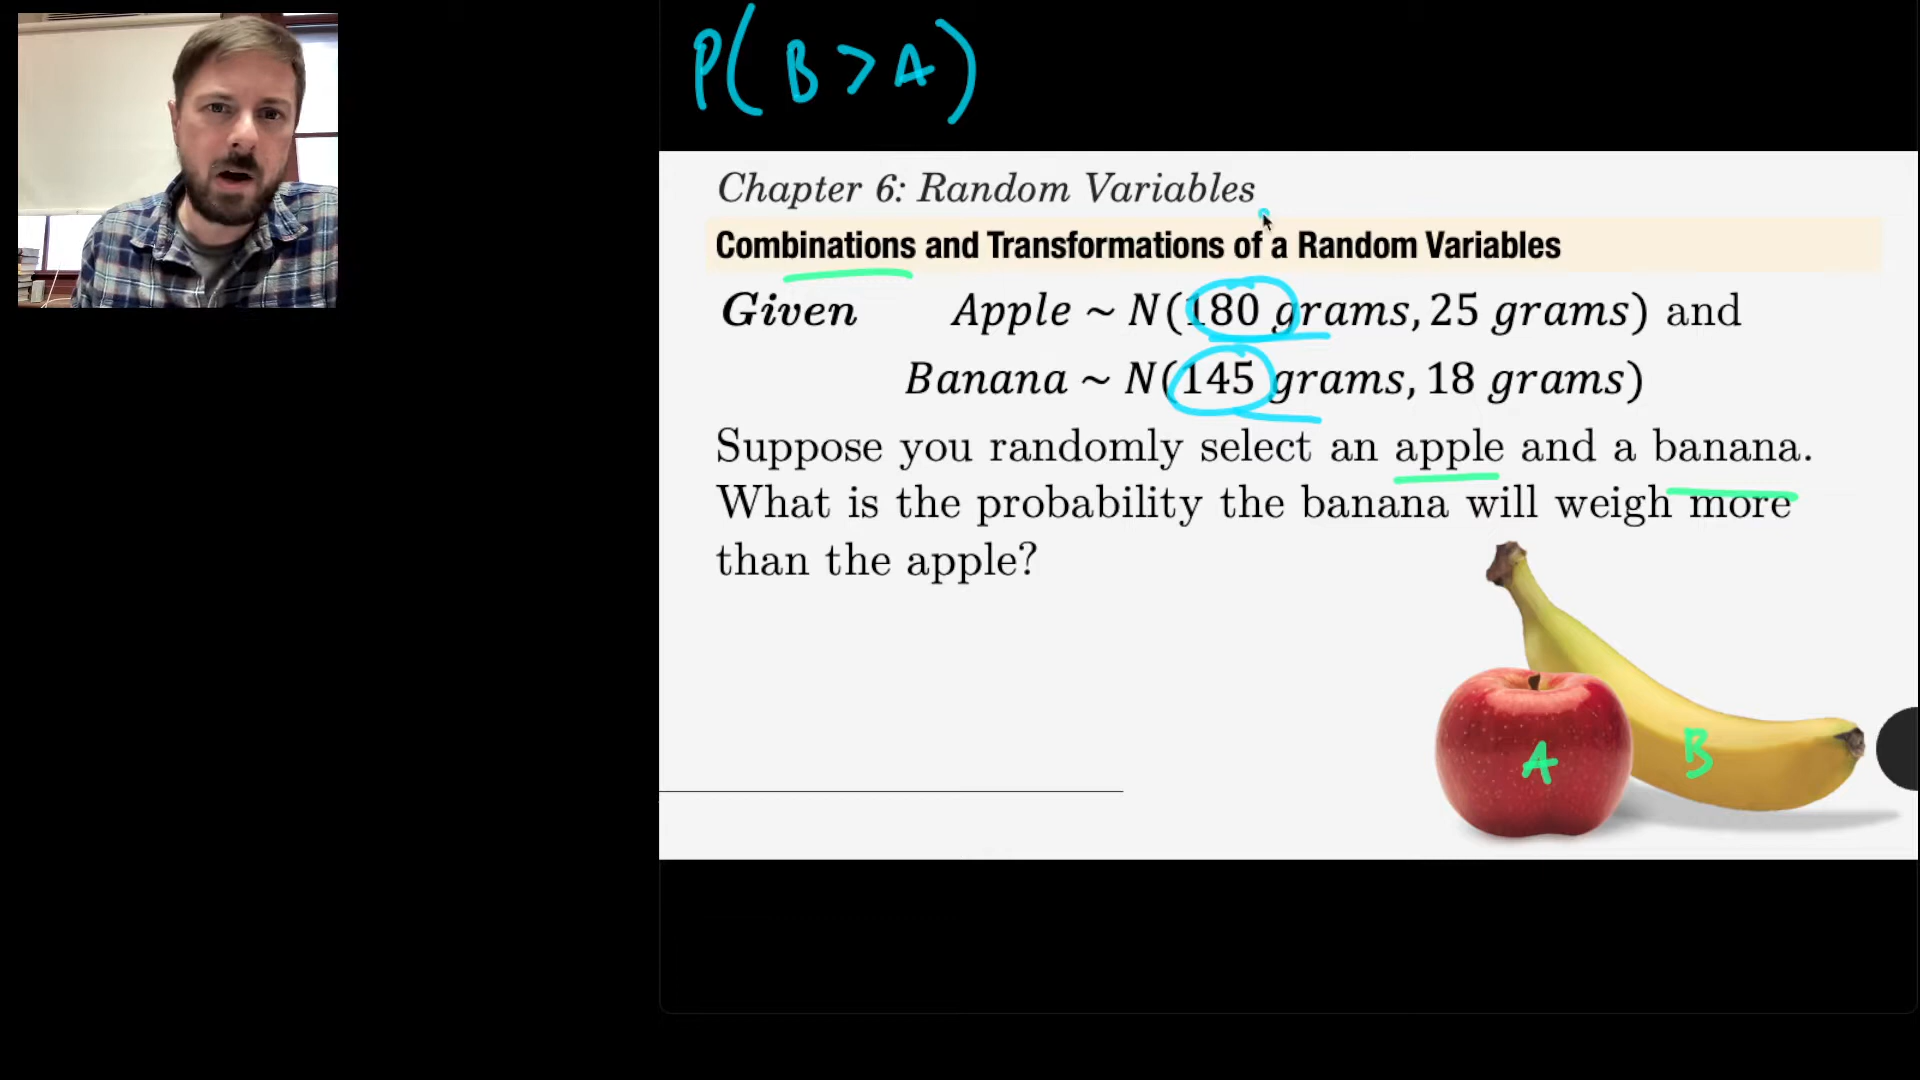 P(B>A)
Chapter 6: Random Variables
Combinations and Transformations of a Random Variables
Given Apple ~ N(180 grams, 25 grams) and
Banana ~ N(145 grams, 18 grams)
Suppose you randomly select an apple and a banana.
What is the probability the banana will weigh more
than the apple?
A
B